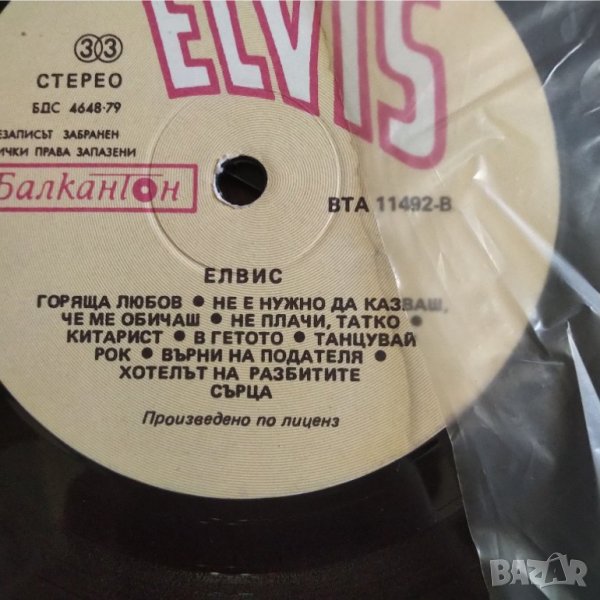 ELVIS
33
СТЕРЕО
БДС 4648·79
ЗАБРАНЕН
ПРАВА ЗАПАЗЕНИ
Балкантон
ВТА 11492-В
ЕЛВИС
ГОРЯЩА ЛЮБОВ • НЕ Е НУЖНО ДА КАЗВАШ,
ЧЕ МЕ ОБИЧАШ • НЕ ПЛАЧИ, ТАТКО •
КИТАРИСТ • В ГЕТОТО • ТАНЦУВАЙ
РОК • ВЪРНИ НА ПОДАТЕЛЯ •
ХОТЕЛЪТ НА РАЗБИТИТЕ
СЪРЦА
Произведено по лиценз
BAZAR